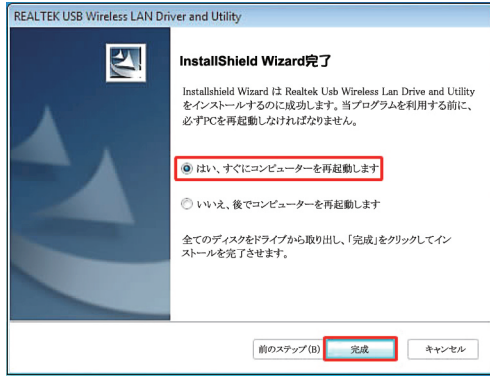 REALTEK USB Wireless LAN Driver and Utility
InstallShield Wizard完了
Installshield Wizard は Realtek Usb Wireless Lan Drive and Utility
をインストールするのに成功します。当プログラムを利用する前に、
必ずPCを再起動しなければなりません。
はい、すぐにコンピューターを再起動します
いいえ、後でコンピューターを再起動します
全てのディスクをドライブから取り出し、「完成」をクリックしてイン
ストールを完了させます。
前のステップ(B)
完成
キャンセル